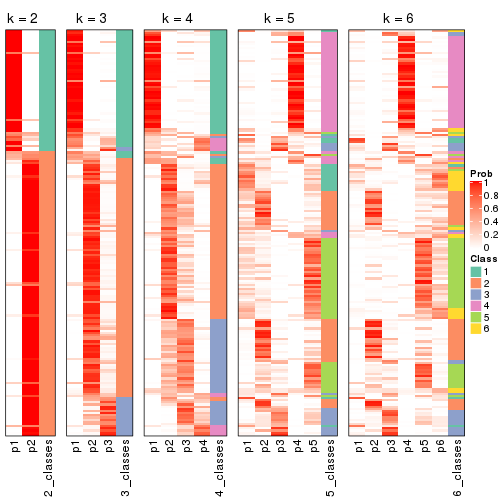 k = 2
k = 3
k = 4
k = 5
k = 6
p1
p2
2_classes
p1
p2
p3
3_classes
p1
p2
p3
p4
4_classes
p1
p2
p3
p4
p5
5_classes
p1
p2
p3
p4
p5
p6
6_classes
Prob
1
0.8
0.6
0.4
0.2
0
Class
1
2
3
4
5
6